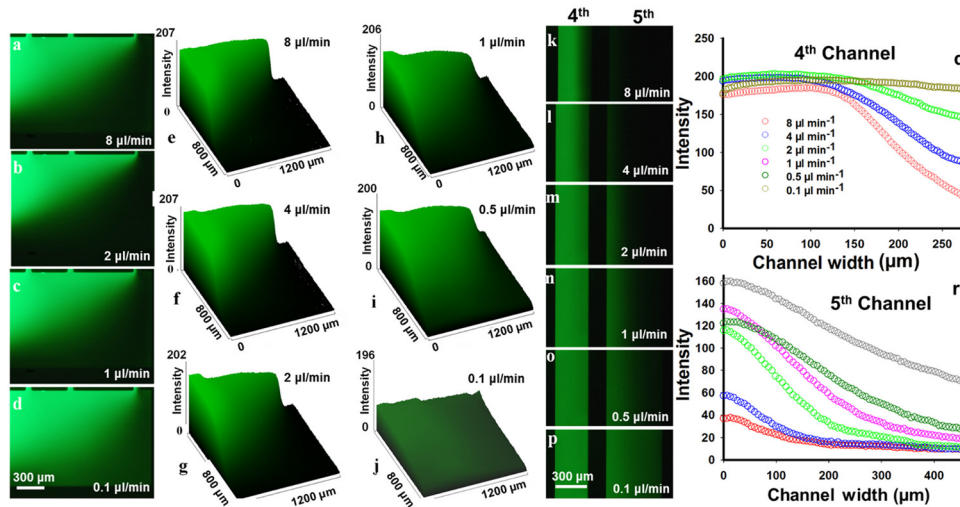 a
8 µl/min
b
2 µl/min
c
1 µl/min
d
300 µm
0.1 µl/min
207
Intensity
0
8 µl/min
800 µm
e
0
1200 µm
207
Intensity
0
4 µl/min
800 µm
f
0
1200 µm
202
Intensity
0
2 µl/min
800 µm
g
1200 µm
206
Intensity
0
1 µl/min
800 µm
h
0
1200 µm
200
Intensity
0
0.5 µl/min
800 µm
i
0
1200 µm
196
Intensity
0
0.1 µl/min
800 µm
j
1200 µm
4th 5th
k
8 µl/min
l
4 µl/min
m
2 µl/min
n
1 µl/min
o
0.5 µl/min
p
300 µm
0.1 µl/min
4th Channel
250
200
150
100
50
0
Intensity
8 µl min-1
4 µl min-1
2 µl min-1
1 µl min-1
0.5 µl min-1
0.1 µl min-1
0 50 100 150 200 250
Channel width (µm)
r
5th Channel
160
140
120
100
80
60
40
20
0
Intensity
0 100 200 300 400
Channel width (µm)